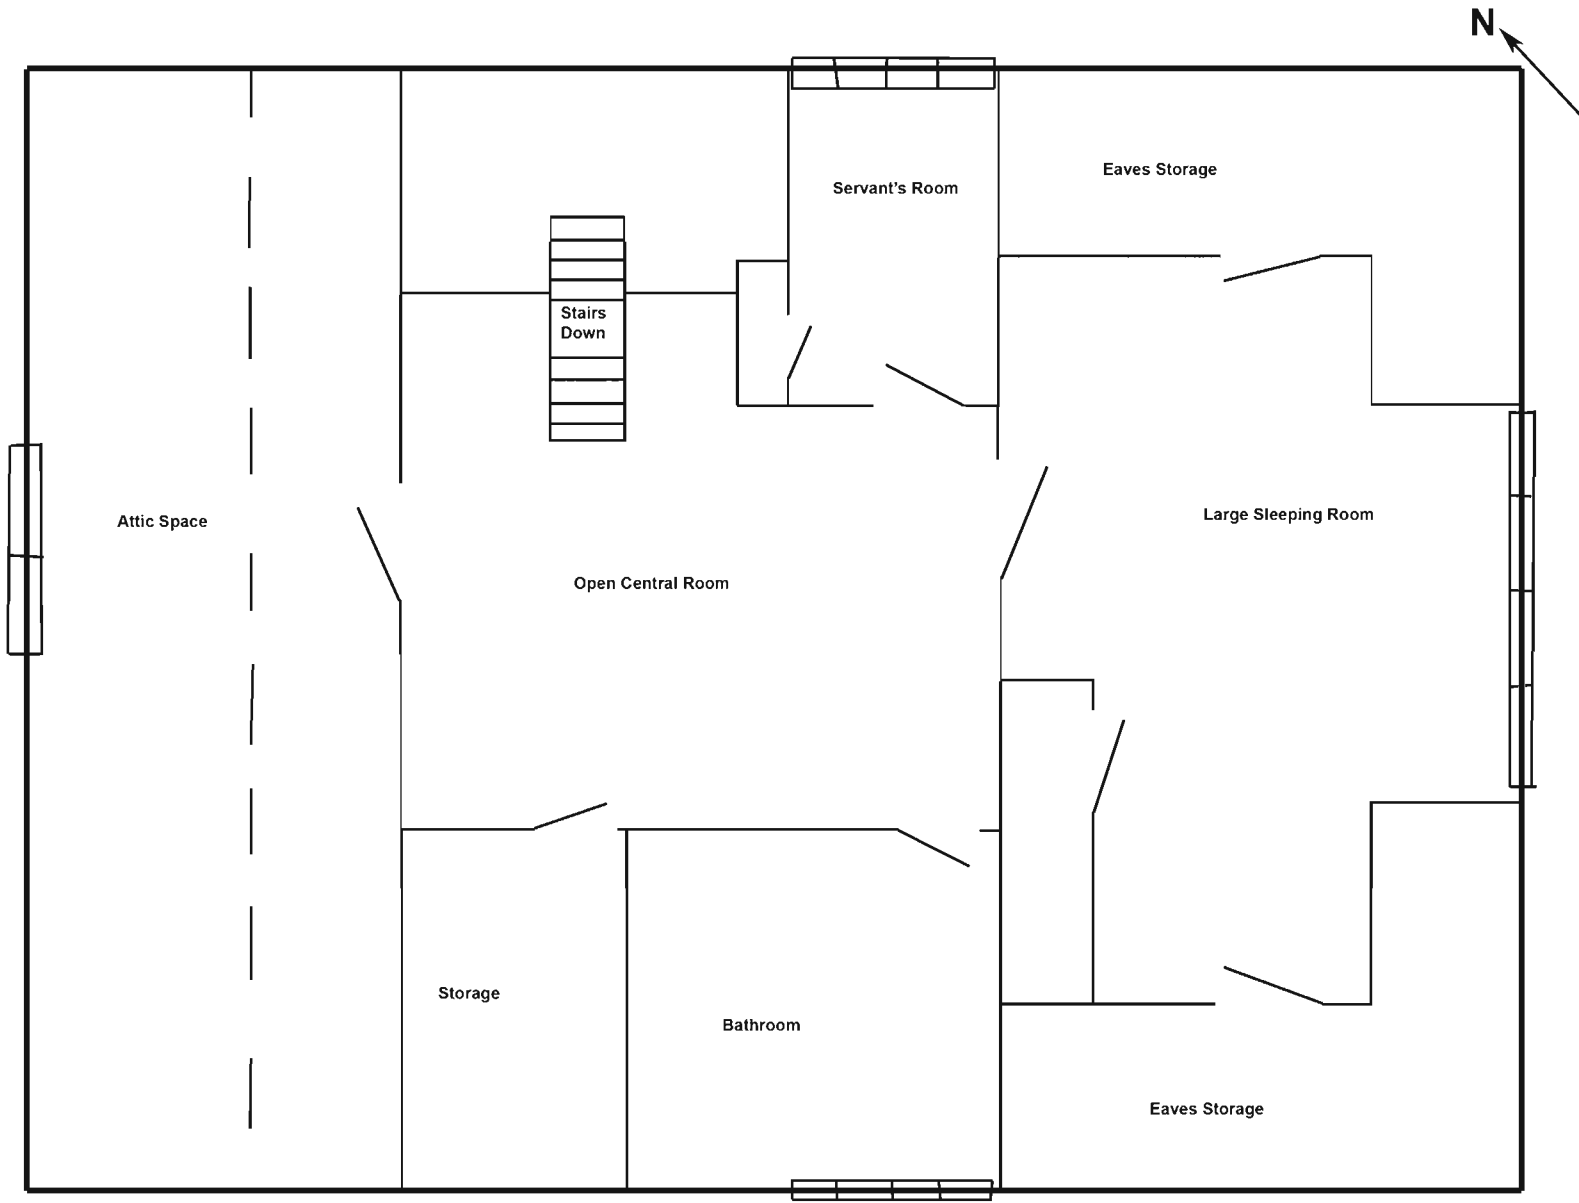 N
Eaves Storage
Servant's Room
Stairs
Down
Large Sleeping Room
Attic Space
Open Central Room
Storage
Bathroom
Eaves Storage